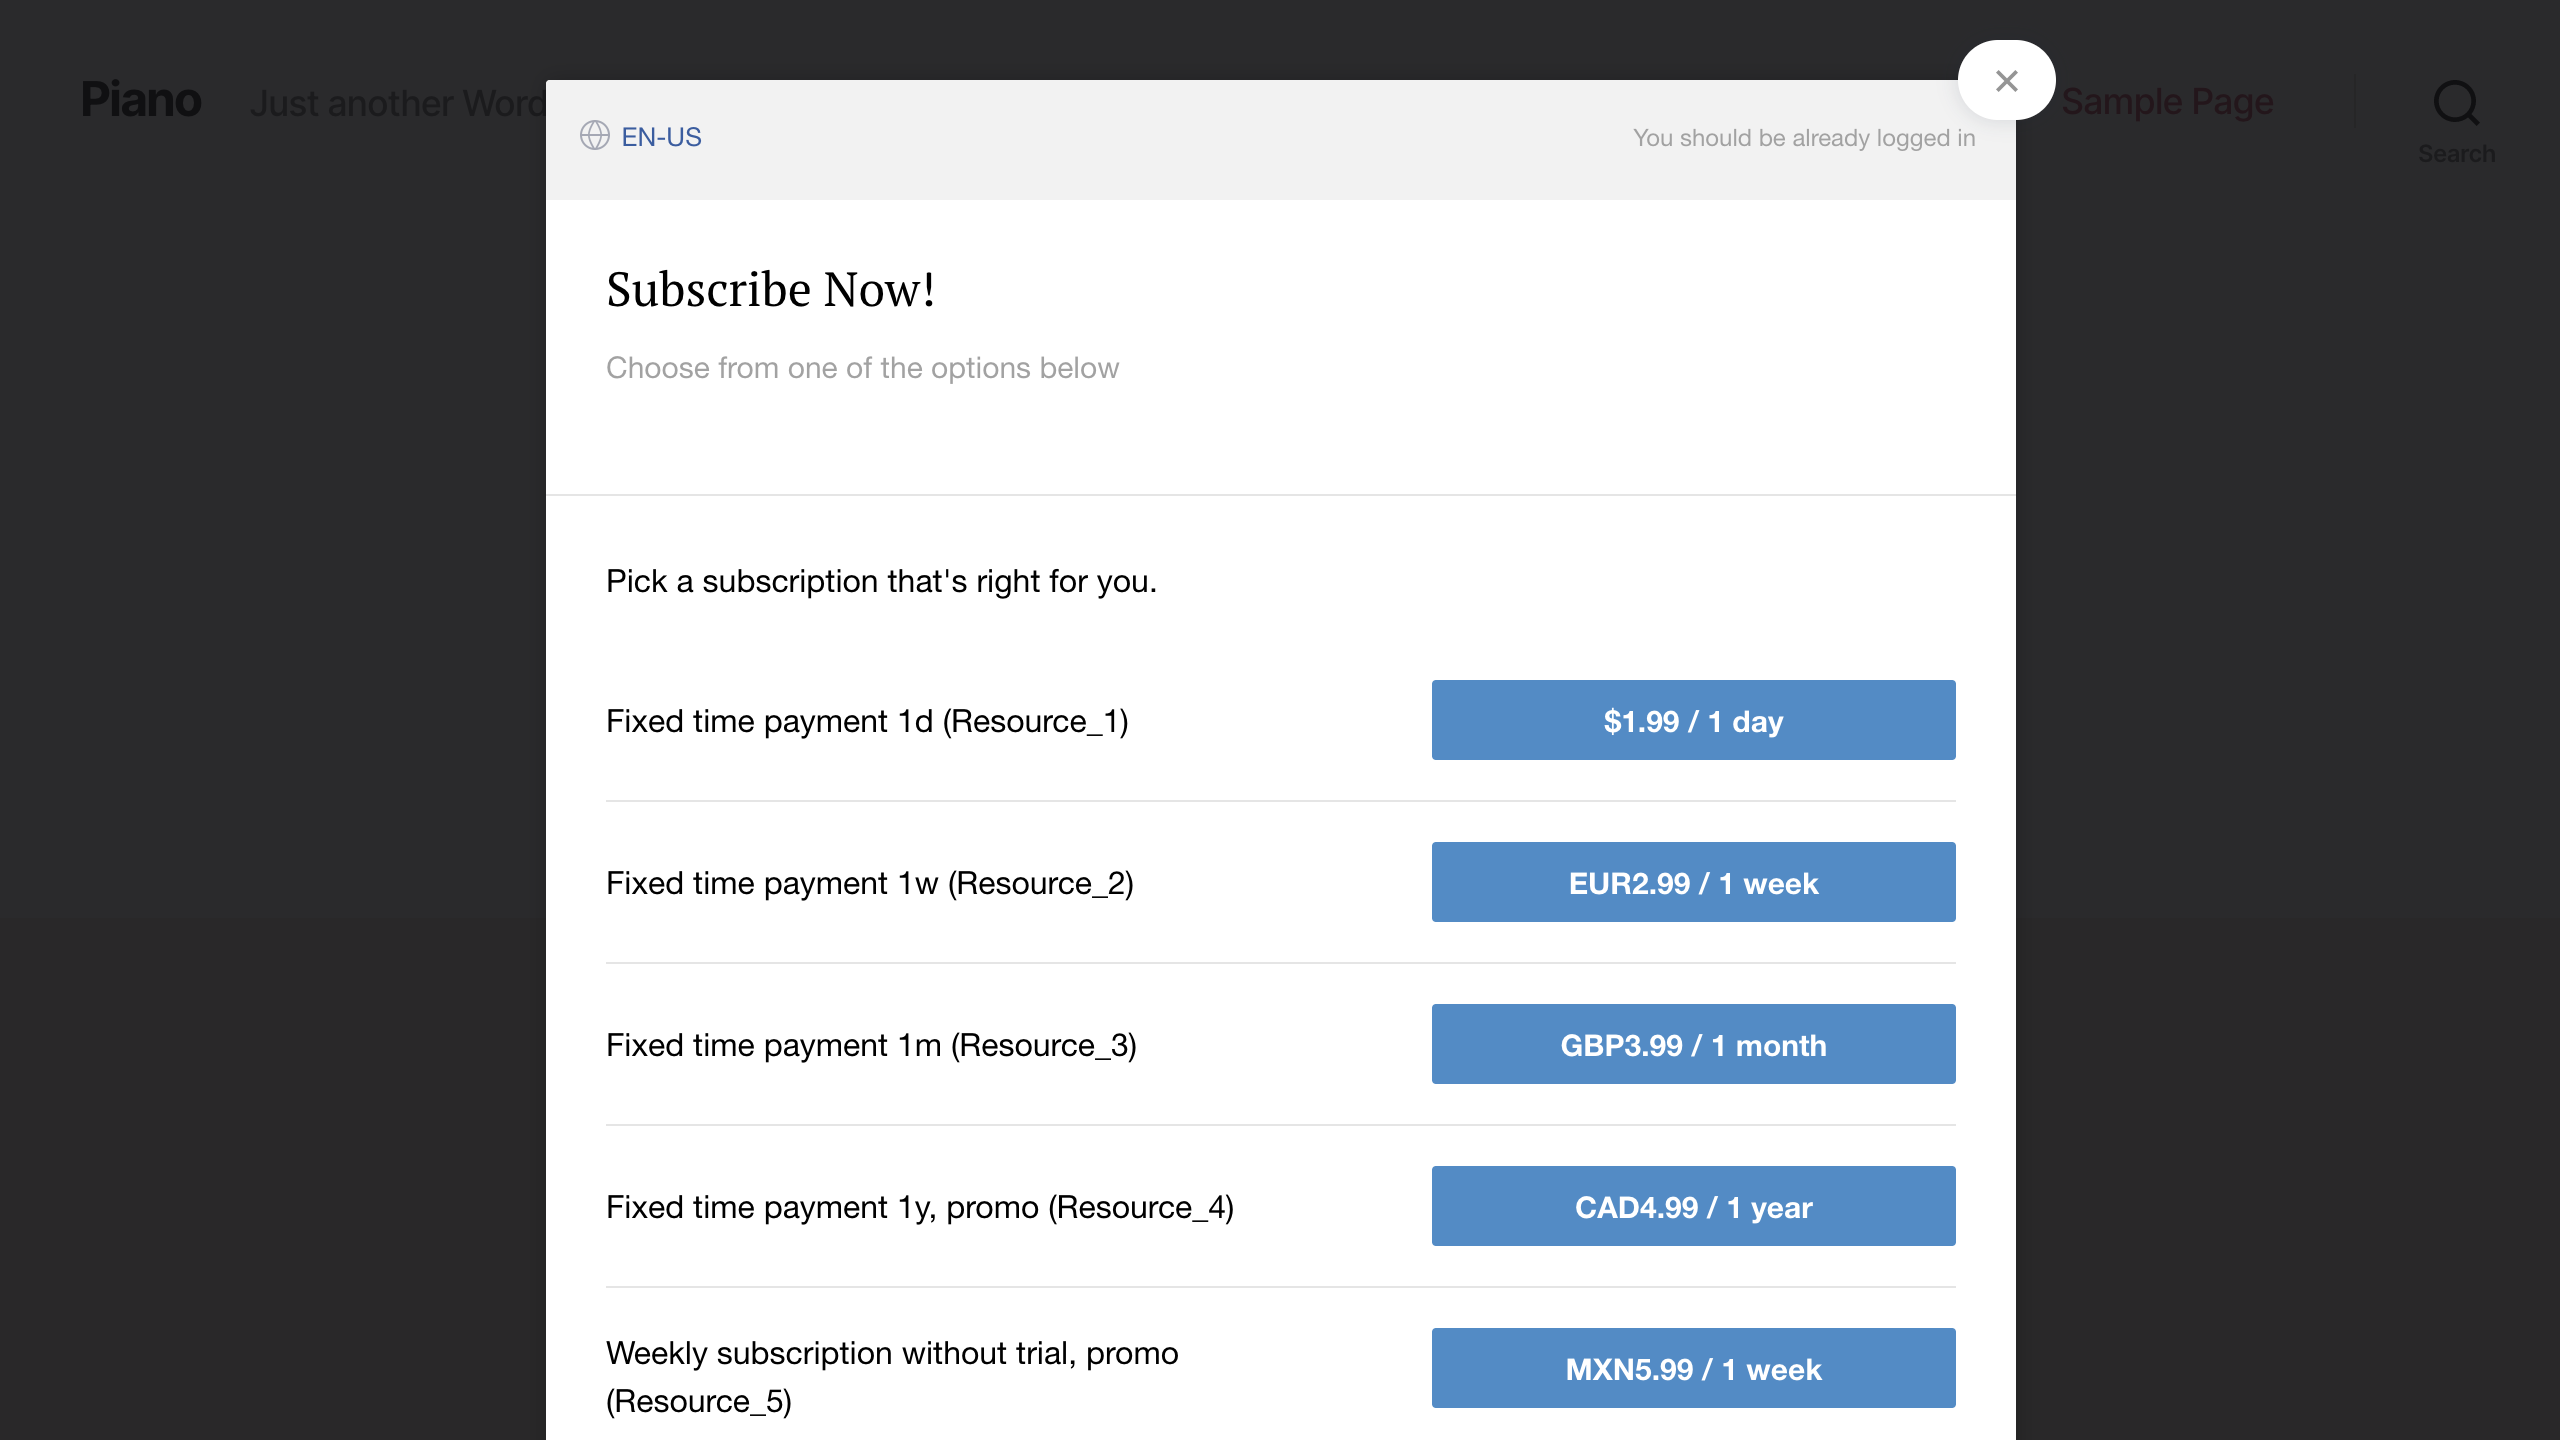 Piano
Just another Word
Sample Page
Search
EN-US
You should be already logged in
Subscribe Now!
Choose from one of the options below
Pick a subscription that's right for you.
Fixed time payment 1d (Resource_1)
$1.99 / 1 day
Fixed time payment 1w (Resource_2)
EUR2.99 / 1 week
Fixed time payment 1m (Resource_3)
GBP3.99 / 1 month
Fixed time payment 1y, promo (Resource_4)
CAD4.99 / 1 year
Weekly subscription without trial, promo
(Resource_5)
MXN5.99 / 1 week